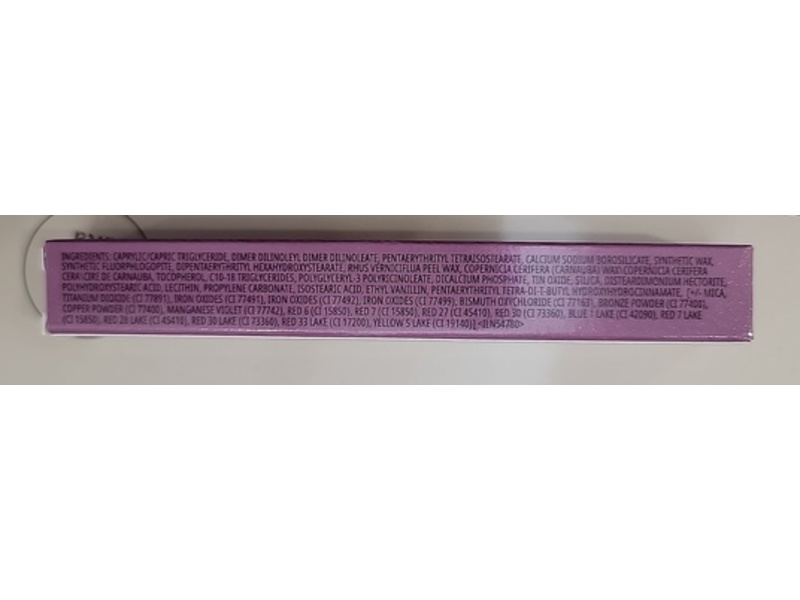 INGREDIENTS: CAPRYLIC/CAPRIC TRIGLYCERIDE, DIMER DILINOLEYL DIMER DILINOLEATE, PENTAERYTHRITYL TETRAISOSTEARATE, CALCIUM SODIUM BOROSILICATE, SYNTHETIC WAX,
SYNTHETIC FLUORPHLOGOPITE, DIPENTAERYTHRITYL HEXAHYDROXYSTEARATE, RHUS VERNICIFLUA PEEL WAX, COPERNICIA CERIFERA (CARNAUBA) WAX\COPERNICIA CERIFERA
CERA\CIRE DE CARNAUBA, TOCOPHEROL, C10-18 TRIGLYCERIDES, POLYGLYCERYL-3 POLYRICINOLEATE, DICALCIUM PHOSPHATE, TIN OXIDE, SILICA, DISTEARDIMONIUM HECTORITE,
POLYHYDROXYSTEARIC ACID, LECITHIN, PROPYLENE CARBONATE, ISOSTEARIC ACID, ETHYL VANILLIN, PENTAERYTHRITYL TETRA-DI-T-BUTYL HYDROXYHYDROCINNAMATE, [+/- MICA,
TITANIUM DIOXIDE (CI 77891), IRON OXIDES (CI 77491), IRON OXIDES (CI 77492), IRON OXIDES (CI 77499), BISMUTH OXYCHLORIDE (CI 77163), BRONZE POWDER (CI 77400),
COPPER POWDER (CI 77400), MANGANESE VIOLET (CI 77742), RED 6 (CI 15850), RED 7 (CI 15850), RED 27 (CI 45410), RED 30 (CI 73360), BLUE 1 LAKE (CI 42090), RED 7 LAKE
(CI 15850), RED 28 LAKE (CI 45410), RED 30 LAKE (CI 73360), RED 33 LAKE (CI 17200), YELLOW 5 LAKE (CI 19140)] <ILN54780>